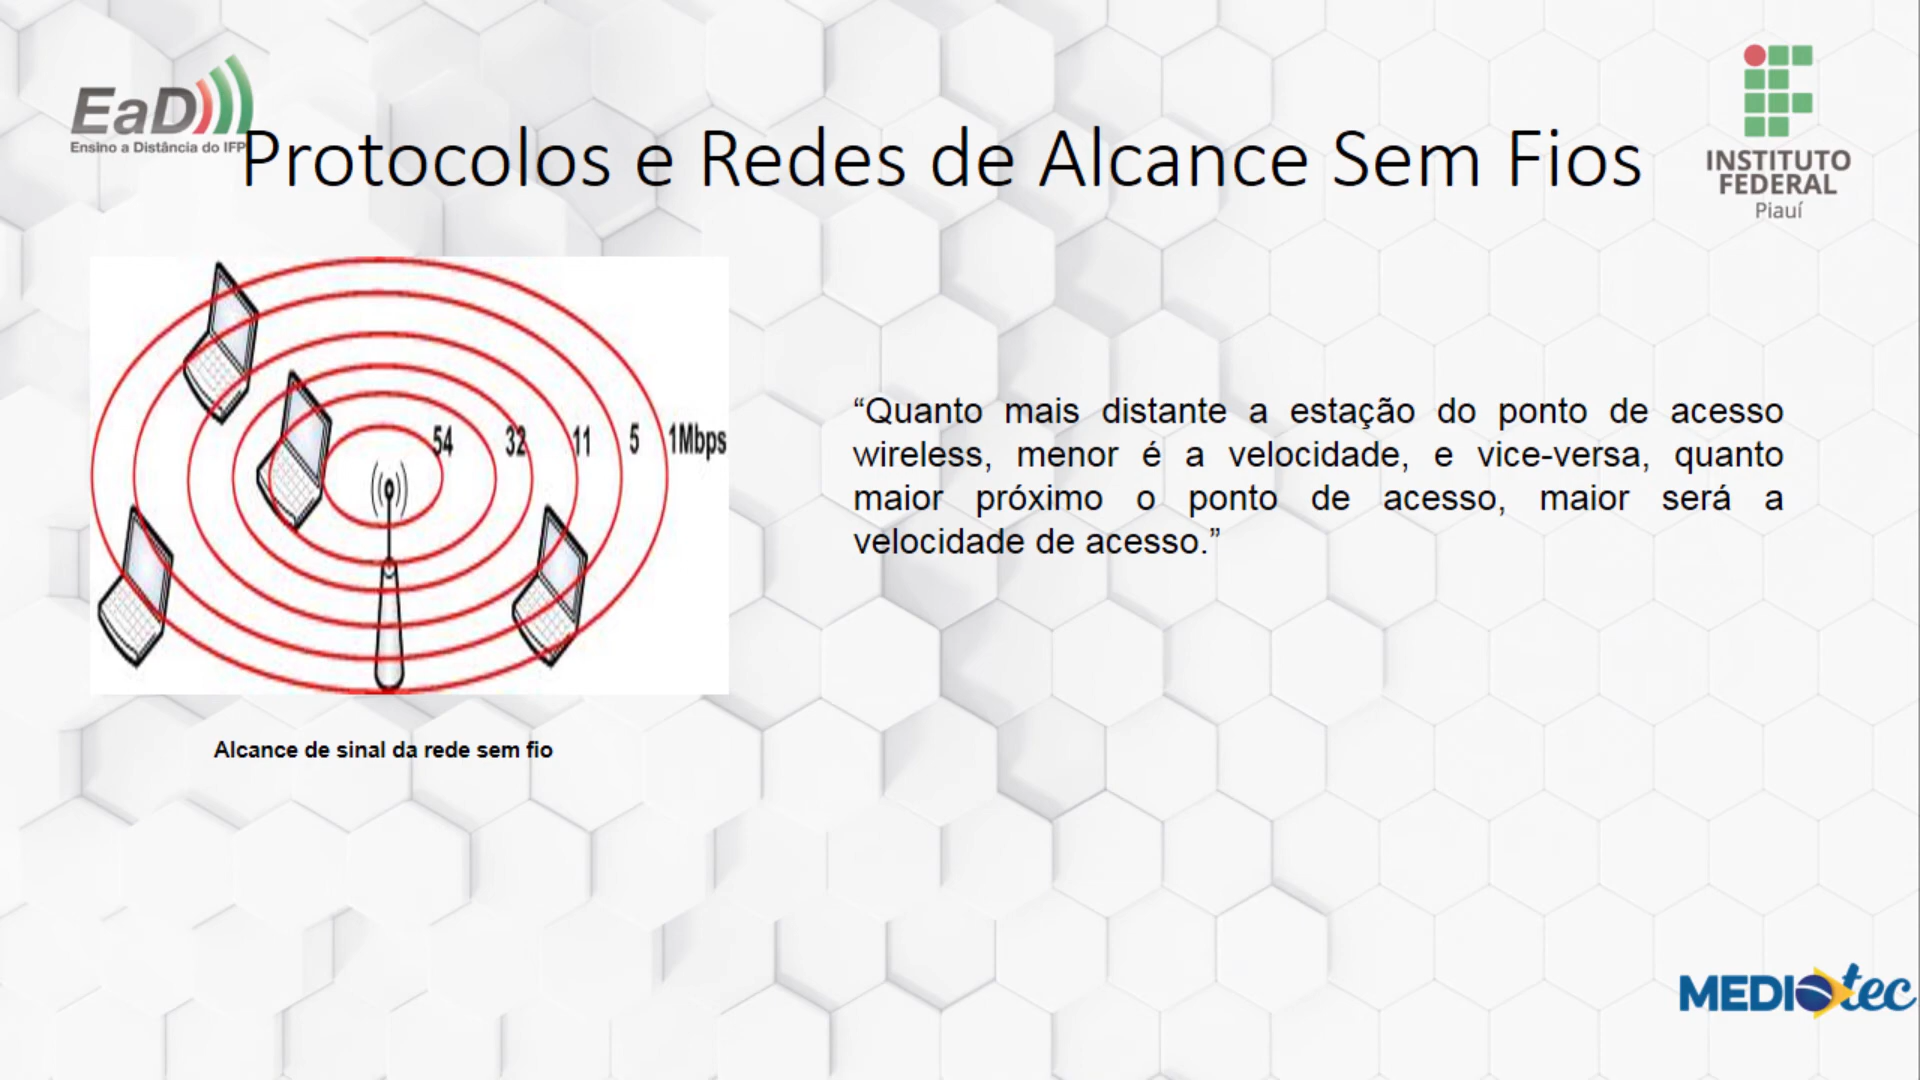 EaD
Ensino a Distância do IFP
Protocolos e Redes de Alcance Sem Fios
INSTITUTO
FEDERAL
Piauí
54 32 11 5 1Mbps
“Quanto mais distante a estação do ponto de acesso
wireless, menor é a velocidade, e vice-versa, quanto
maior próximo o ponto de acesso, maior será a
velocidade de acesso.”
Alcance de sinal da rede sem fio
MEDIOtec